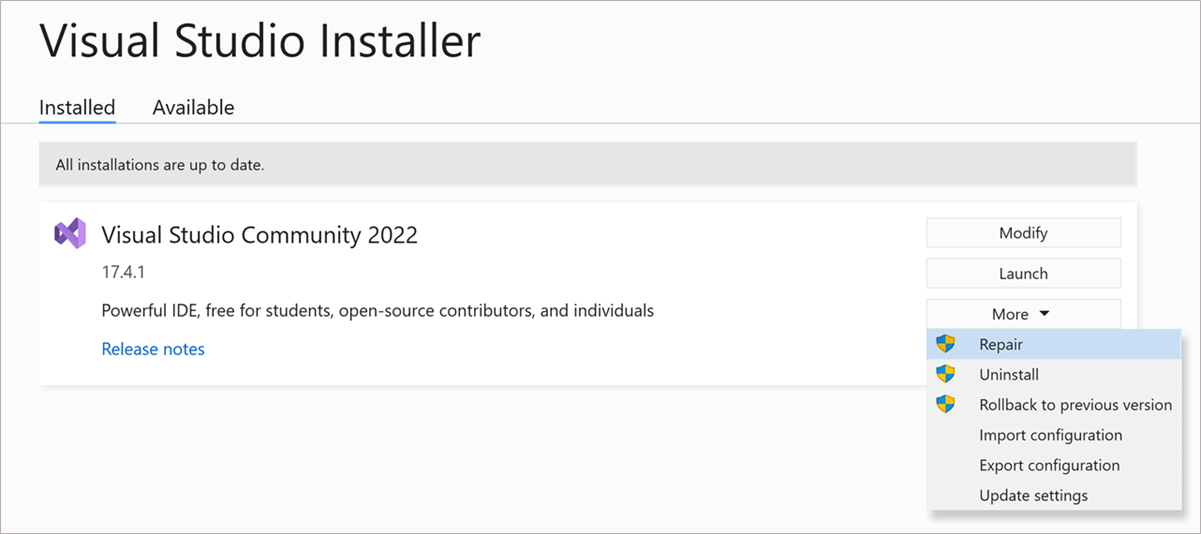 Visual Studio Installer
Installed
Available
All installations are up to date.
Visual Studio Community 2022
17.4.1
Powerful IDE, free for students, open-source contributors, and individuals
Release notes
Modify
Launch
More
Repair
Uninstall
Rollback to previous version
Import configuration
Export configuration
Update settings